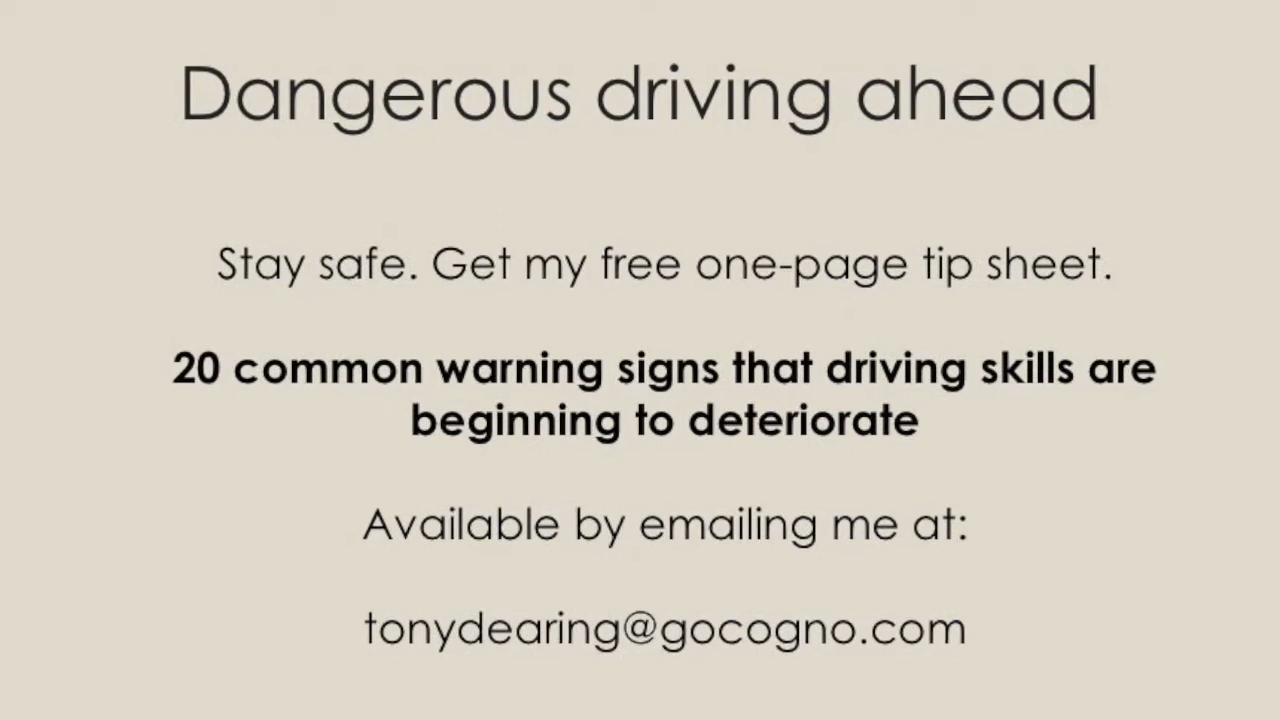 Dangerous driving ahead
Stay safe. Get my free one-page tip sheet.
20 common warning signs that driving skills are
beginning to deteriorate
Available by emailing me at:
tonydearing@gocogno.com